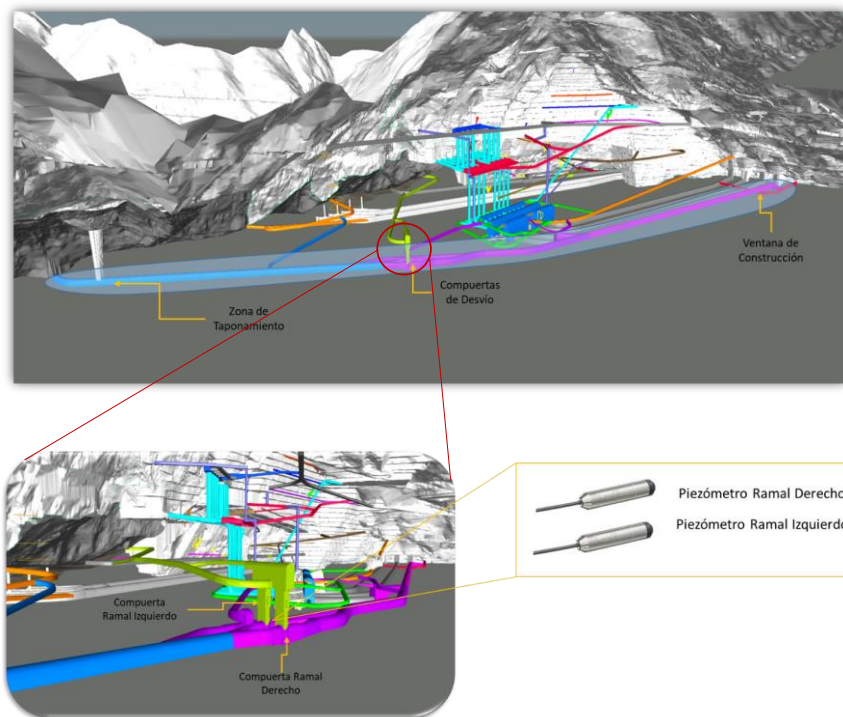 Ventana de
Construcción
Compuertas
de Desvío
Zona de
Taponamiento
Piezómetro Ramal Derecho
Piezómetro Ramal Izquierdo
Compuerta
Ramal Izquierdo
Compuerta Ramal
Derecho